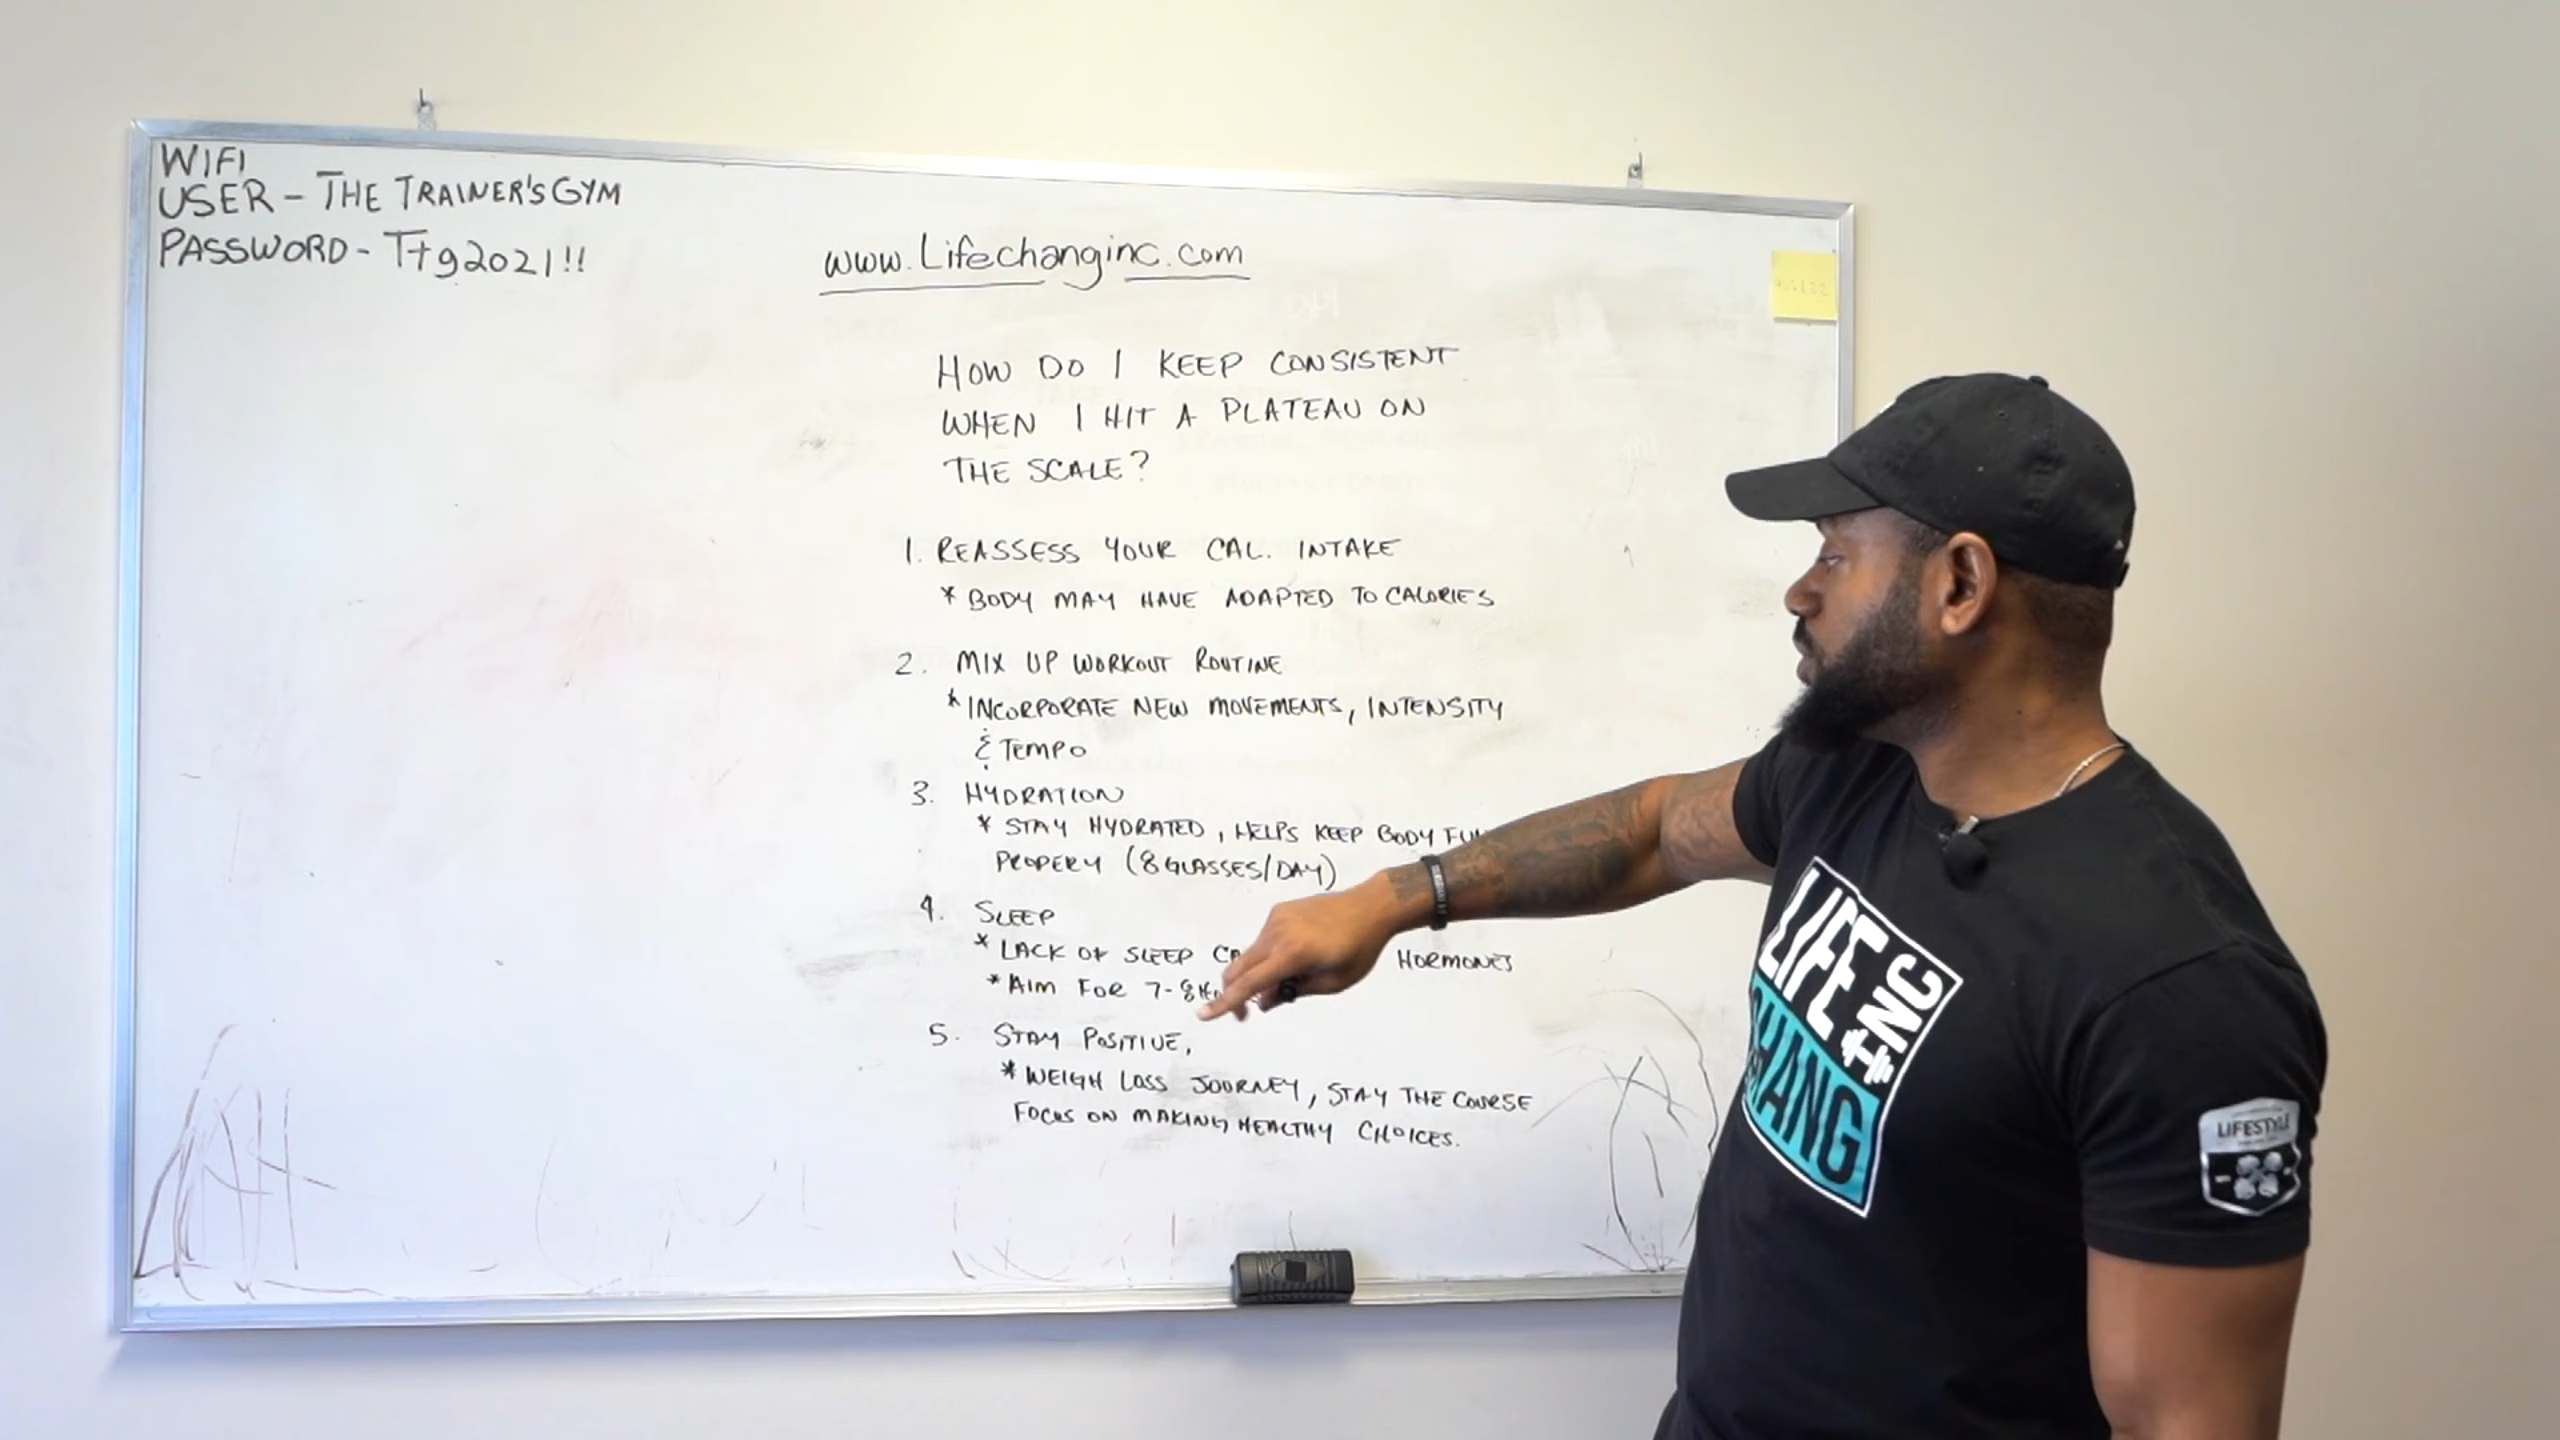 WIFI
USER - THE TRAINER'S GYM
PASSWORD - Ttg2021!!
www.Lifechanginc.com
HOW DO I KEEP CONSISTENT
WHEN I HIT A PLATEAU ON
THE SCALE?
1. REASSESS YOUR CAL. INTAKE
* BODY MAY HAVE ADAPTED TO CALORIES
2. MIX UP WORKOUT ROUTINE
* INCORPORATE NEW MOVEMENTS, INTENSITY
& TEMPO
3. HYDRATION
* STAY HYDRATED, HELPS KEEP BODY
PROPERY (8 GLASSES/DAY)
4. SLEEP
* LACK OF SLEEP HORMONES
* AIM FOR 7-8
5. STAY POSITIVE,
* WEIGH LOSS JOURNEY, STAY THE COURSE
FOCUS ON MAKING HEALTHY CHOICES.
LIFE
CHANG
INC
LIFESTYLE